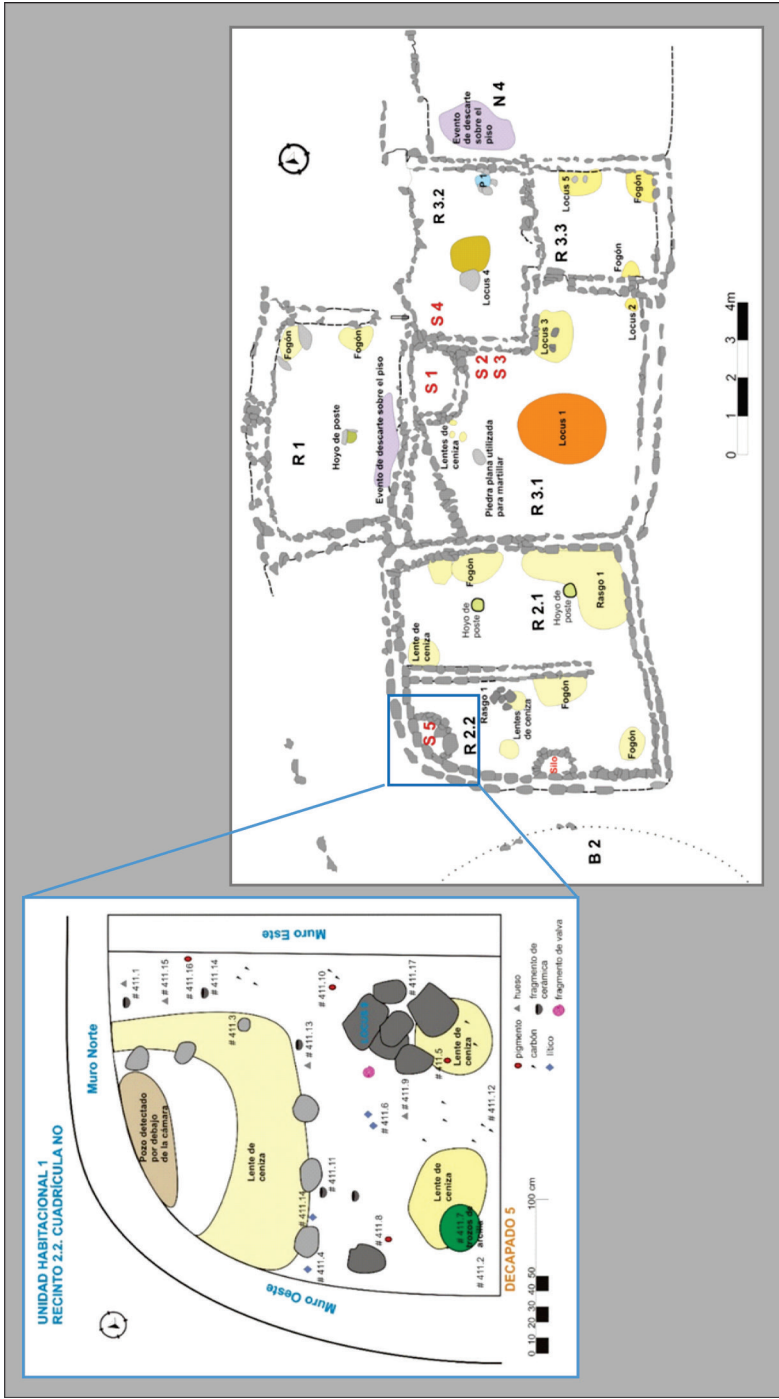 UNIDAD HABITACIONAL 1
RECINTO 2.2. CUADRÍCULA NO
Muro Norte
Muro Este
Muro Oeste
Pozo detectado
por debajo
de la cámara
Lente de
ceniza
# 411.1
# 411.15
# 411.16
# 411.14
# 411.3
# 411.13
# 411.10
# 411.17
# 411.14
# 411.4
# 411.11
# 411.6
# 411.9
# 411.5
Lente de
ceniza
# 411.8
# 411.12
Lente de
ceniza
# 411.7
trozos de
arcilla
# 411.2
DECAPADO 5
0 10 20 30 40 50 100 cm
pigmento
hueso
carbón
fragmento de
cerámica
lítico
fragmento de valva
R 1
Fogón
Fogón
Hoyo de poste
Evento de descarte sobre el piso
N 4
Evento
de descarte
sobre el
piso
R 3.2
P 1
Locus 4
S 4
S 1
S 2
S 3
Lentes de
ceniza
Piedra plana utilizada
para martillar
R 3.1
Locus 1
Locus 3
Locus 2
R 3.3
Locus 5
Fogón
Fogón
Lente de
ceniza
Fogón
Hoyo de
poste
R 2.1
Hoyo de
poste
Rasgo 1
S 5
R 2.2
Rasgo 1
Lentes
de ceniza
Fogón
Silo
Fogón
B 2
0 1 2 3 4m